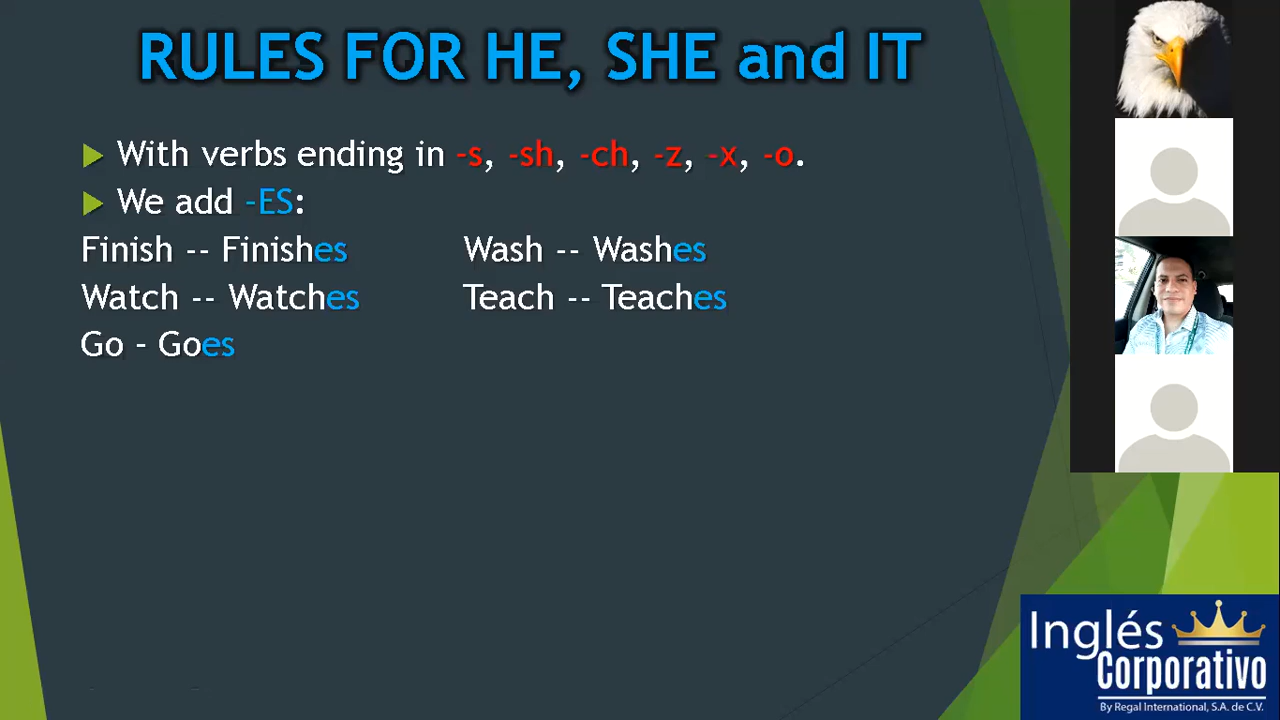 RULES FOR HE, SHE and IT
With verbs ending in -s, -sh, -ch, -z, -x, -o.
We add -ES:
Finish -- Finishes Wash -- Washes
Watch -- Watches Teach -- Teaches
Go – Goes
Inglés
Corporativo
By Regal International, S.A. de C.V.